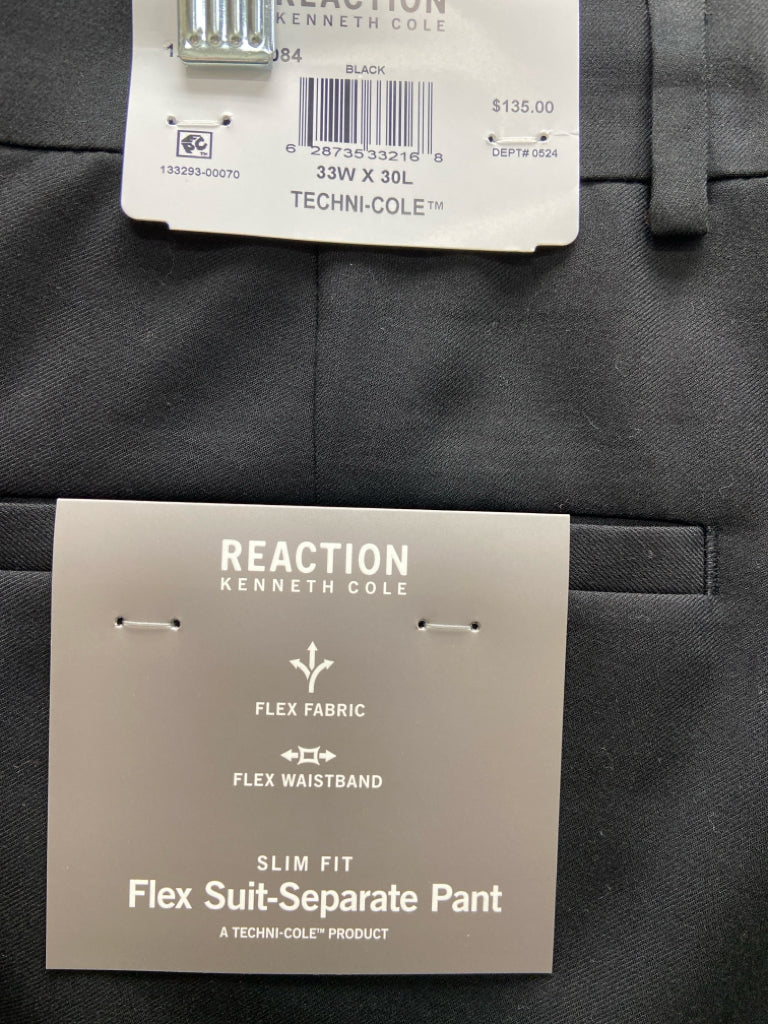 REACTION
KENNETH COLE
084
BLACK
$135.00
6 28735 33216 8
DEPT# 0524
133293-00070
33W X 30L
TECHNI-COLE™
REACTION
KENNETH COLE
FLEX FABRIC
FLEX WAISTBAND
SLIM FIT
Flex Suit-Separate Pant
A TECHNI-COLE™ PRODUCT